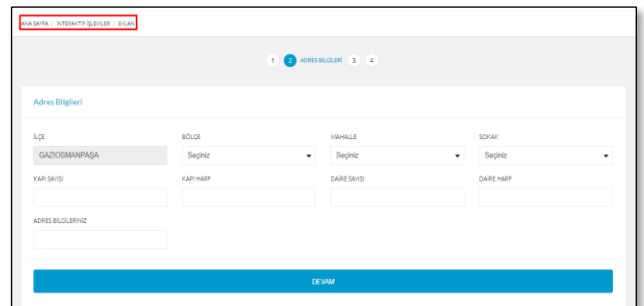 ANA SAYFA / İNTERAKTİF İŞLEMLER / E-İLAN
1 2 ADRES BİLGİLERİ 3 4
Adres Bilgileri
İLÇE BÖLGE MAHALLE SOKAK
GAZİOSMANPAŞA Seçiniz Seçiniz Seçiniz
KAPI SAYISI KAPI HARF DAİRE SAYISI DAİRE HARF
ADRES BİLGİLERİNİZ
DEVAM